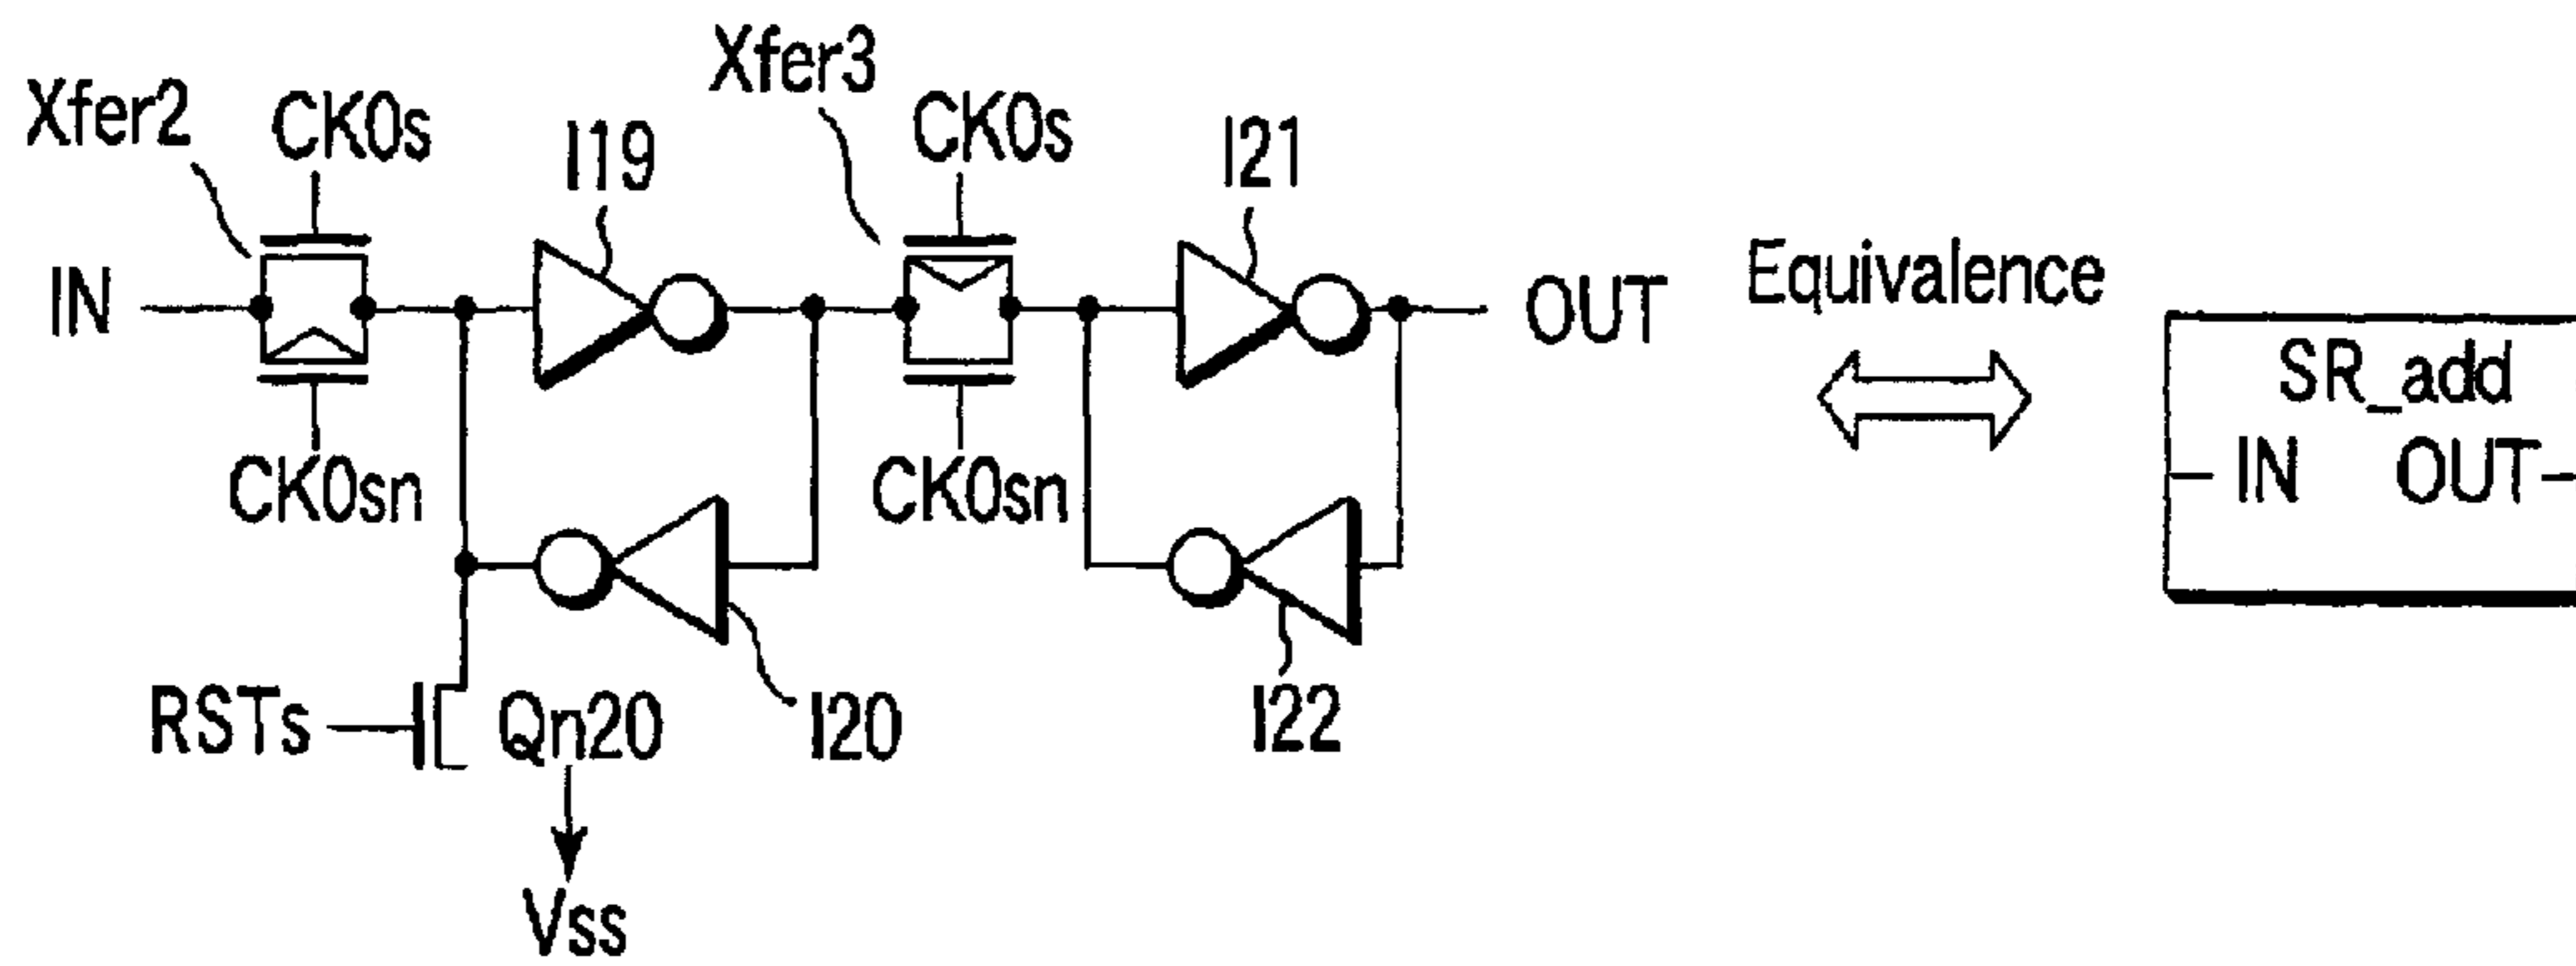 Xfer2
CK0s
I19
Xfer3
CK0s
I21
IN
OUT
Equivalence
CK0sn
CK0sn
RSTs
Qn20
I20
I22
Vss
SR_add
IN OUT